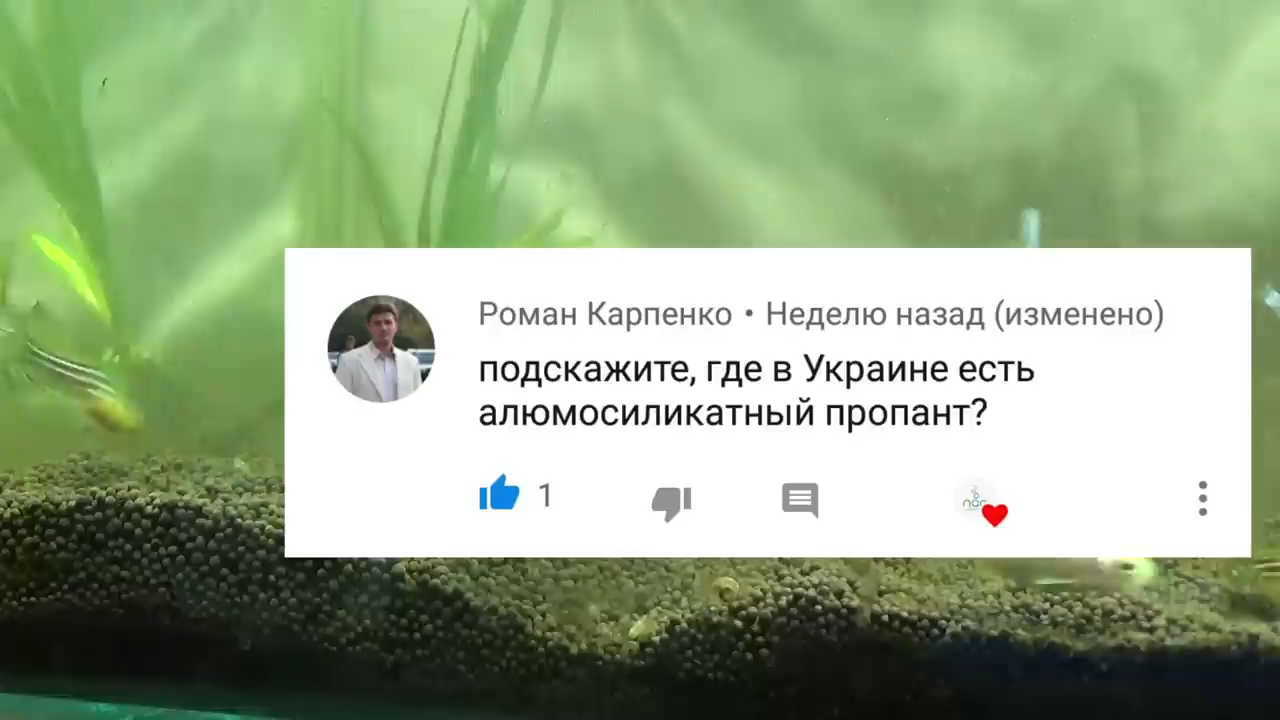 Роман Карпенко • Неделю назад (изменено)
подскажите, где в Украине есть
алюмосиликатный пропант?
1